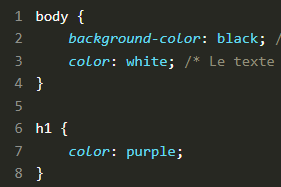 1 body {
2 background-color: black; /
3 color: white; /* Le texte
4 }
5
6 h1 {
7 color: purple;
8 }